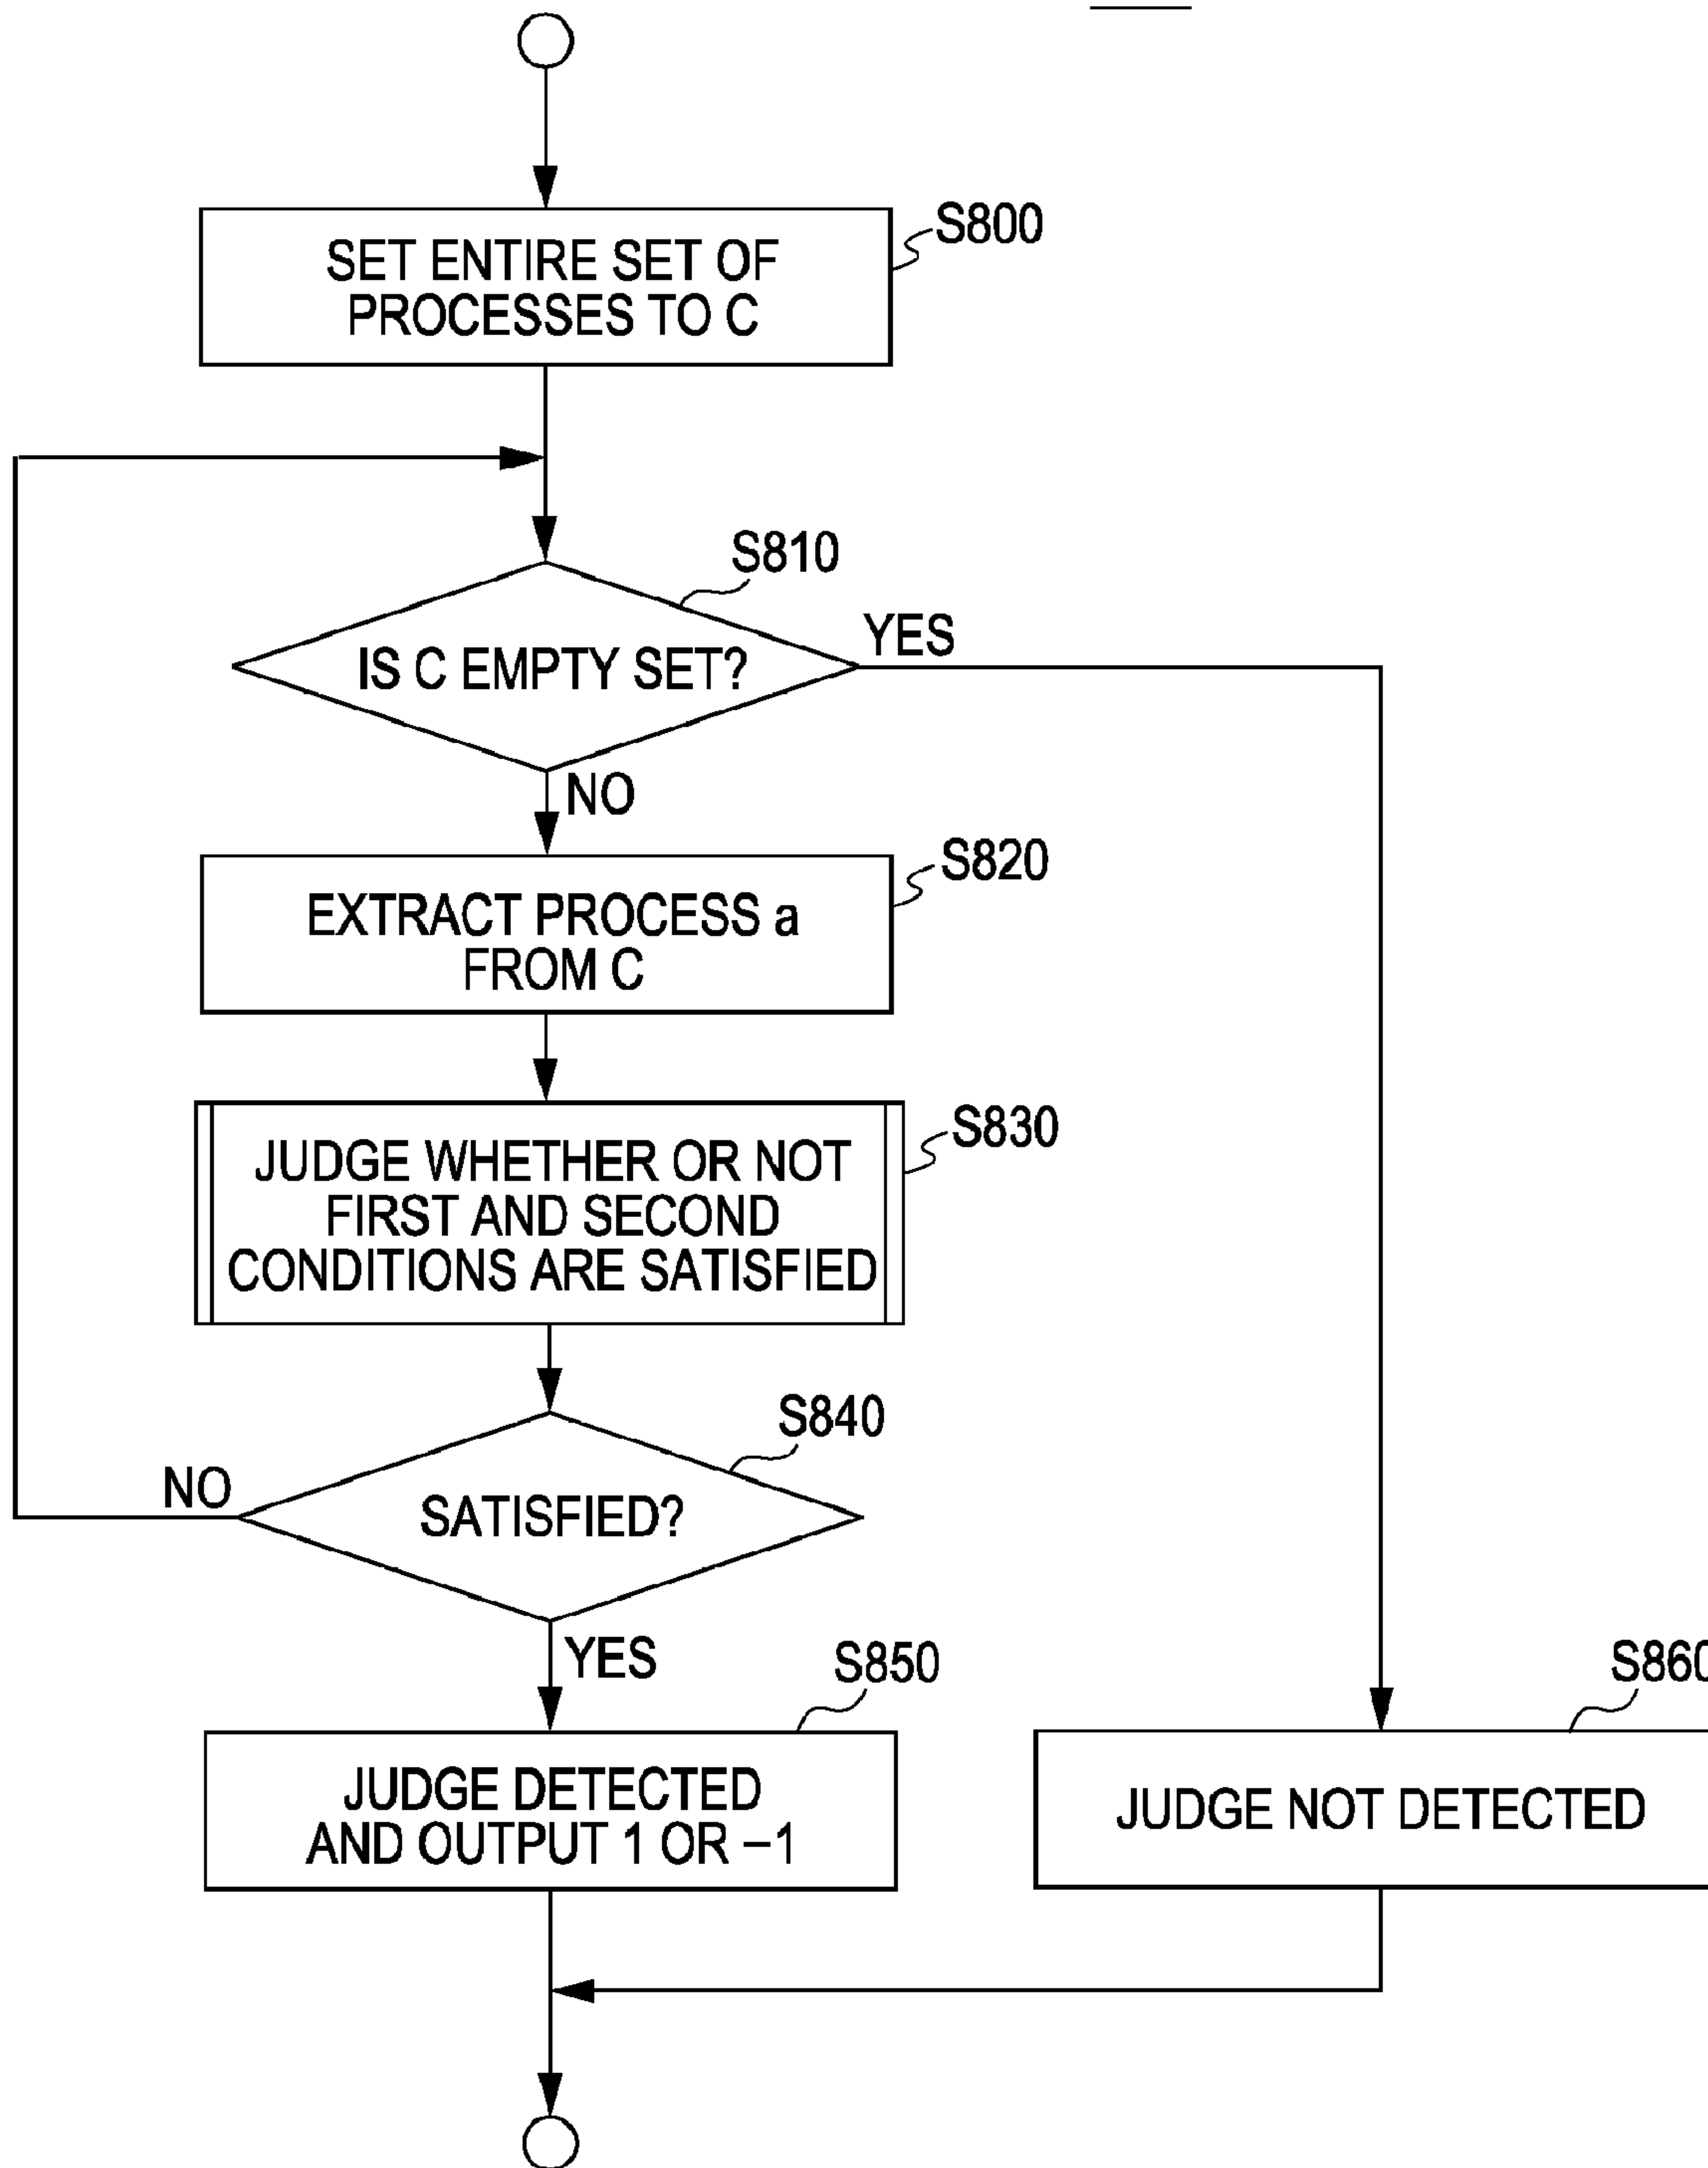 S800
SET ENTIRE SET OF
PROCESSES TO C
S810
IS C EMPTY SET?
YES
NO
S820
EXTRACT PROCESS a
FROM C
S830
JUDGE WHETHER OR NOT
FIRST AND SECOND
CONDITIONS ARE SATISFIED
S840
NO
SATISFIED?
YES
S850
S860
JUDGE DETECTED
AND OUTPUT 1 OR −1
JUDGE NOT DETECTED